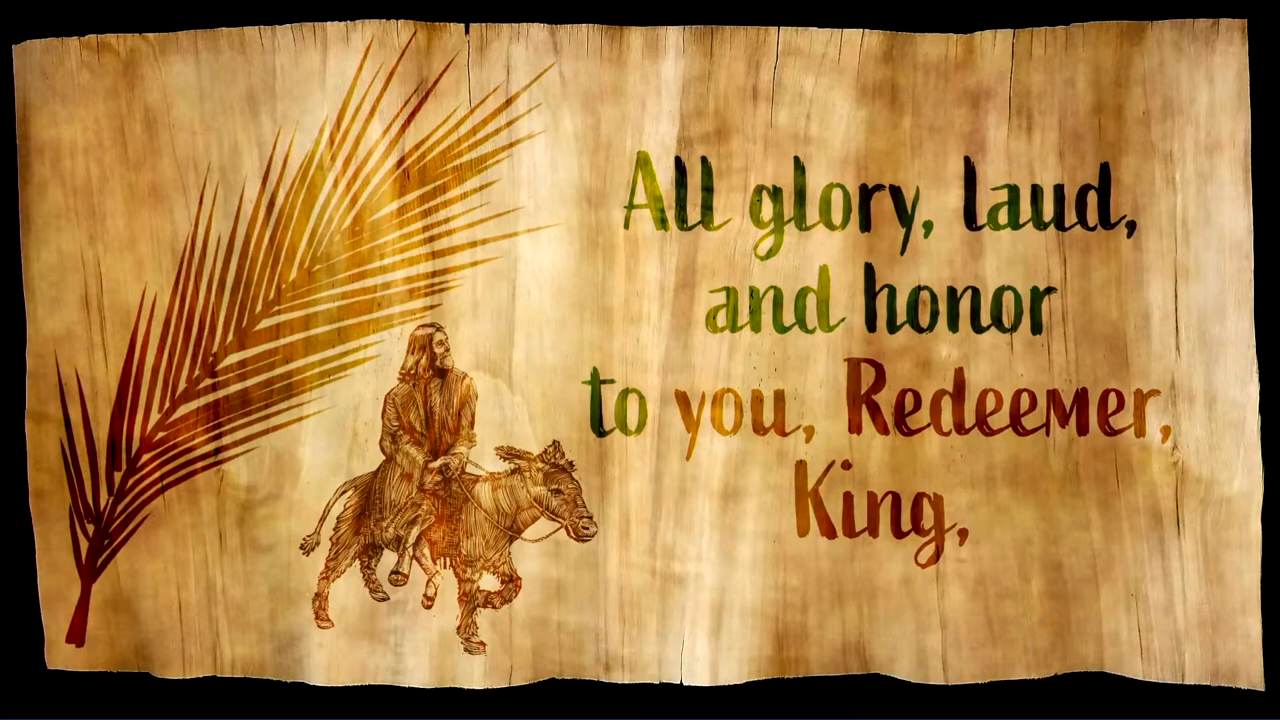 All glory, laud,
and honor
to you, Redeemer,
King,